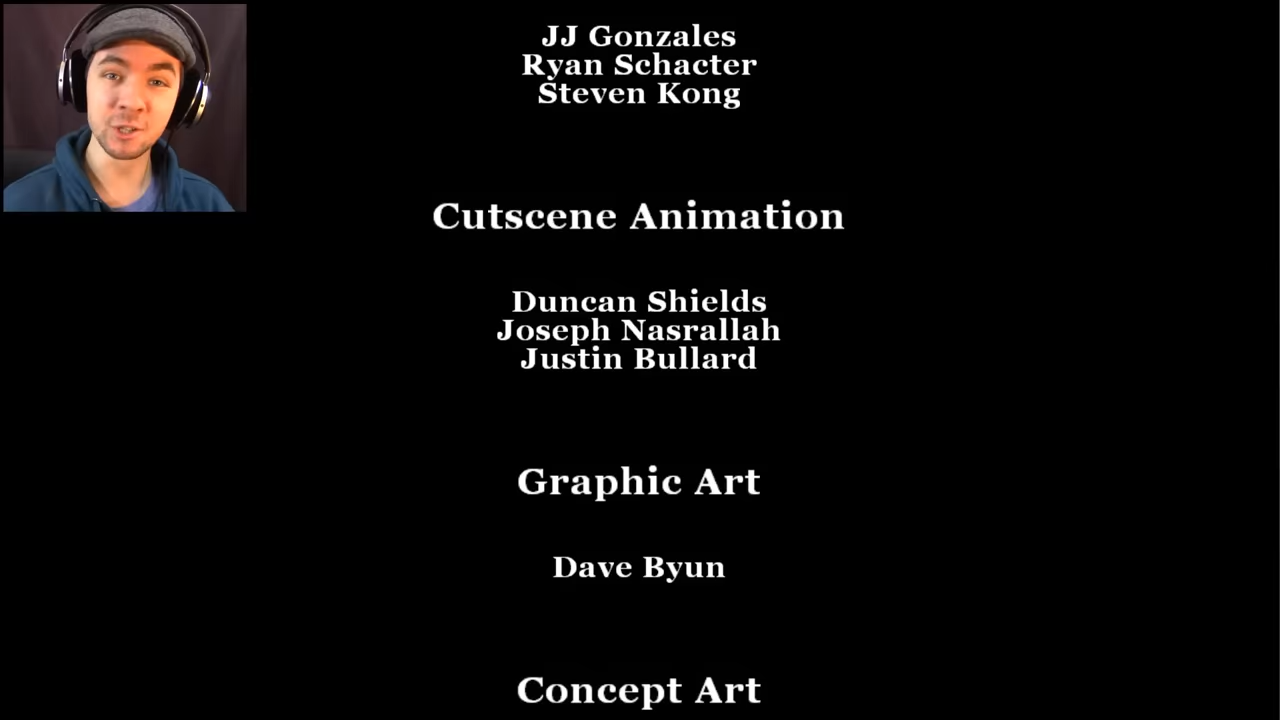 JJ Gonzales
Ryan Schacter
Steven Kong
Cutscene Animation
Duncan Shields
Joseph Nasrallah
Justin Bullard
Graphic Art
Dave Byun
Concept Art